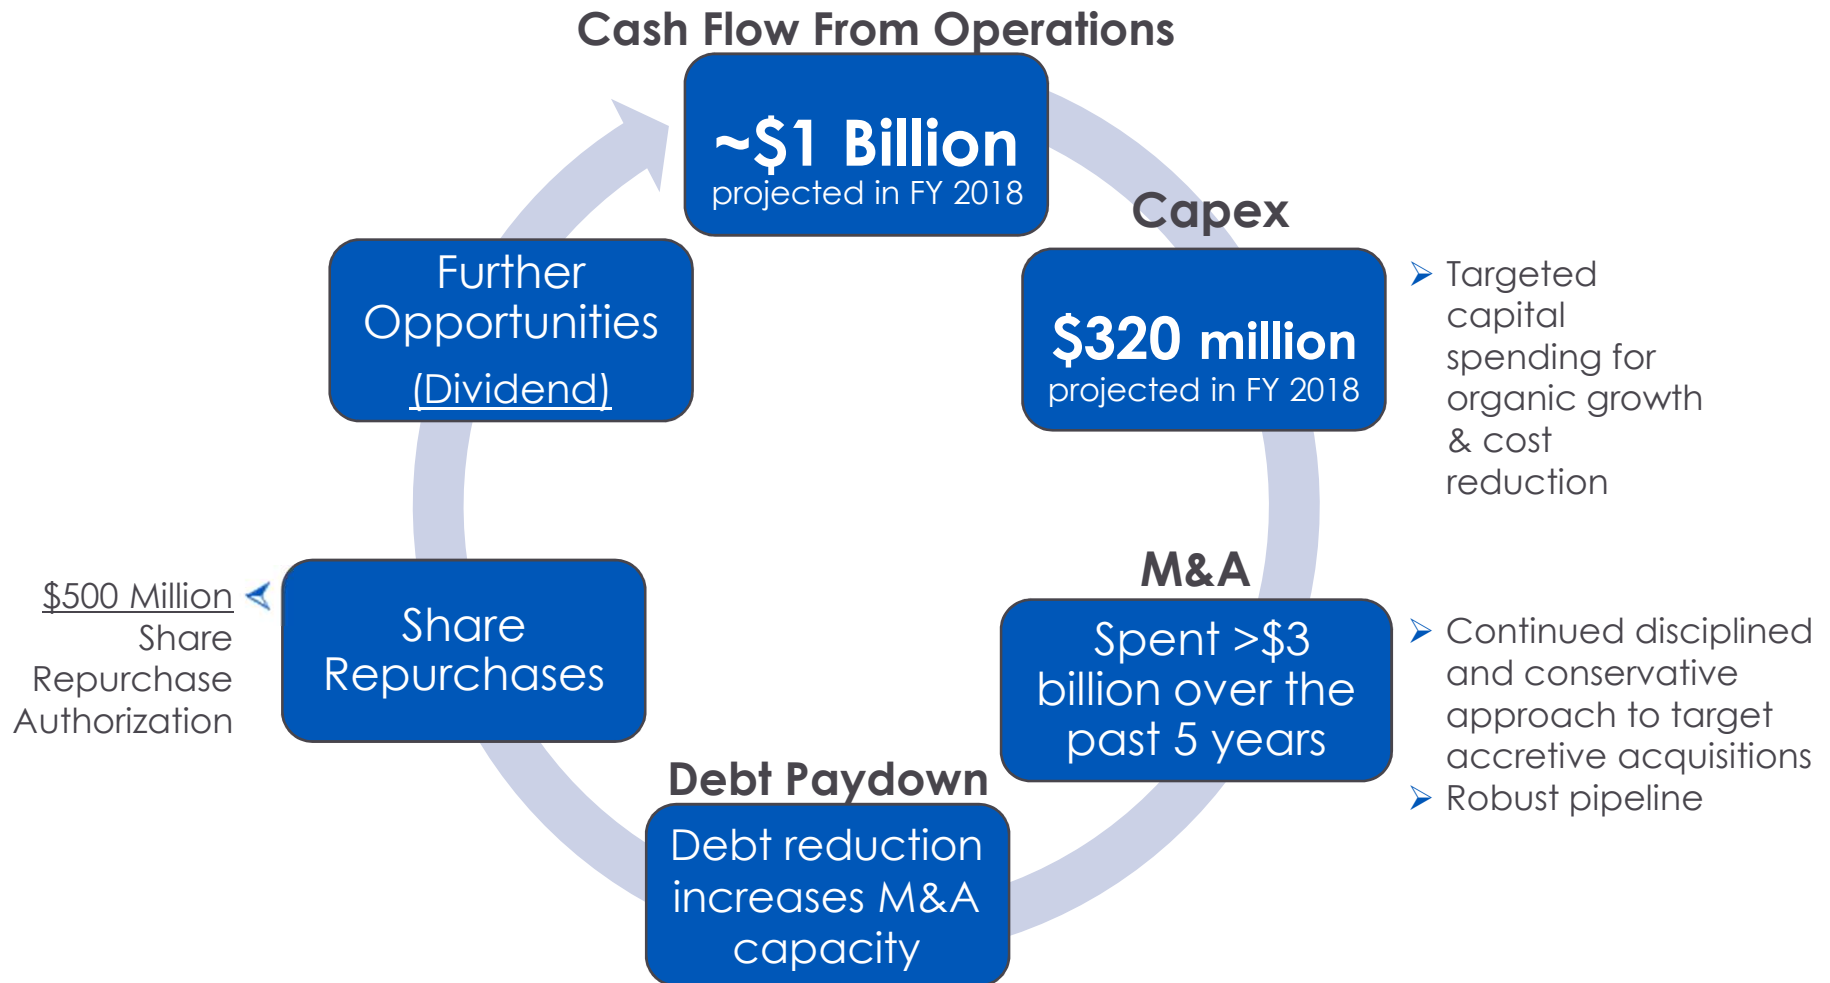 Cash Flow From Operations
~$1 Billion
projected in FY 2018
Capex
$320 million
projected in FY 2018
Targeted
capital
spending for
organic growth
& cost
reduction
M&A
Spent >$3
billion over the
past 5 years
Continued disciplined
and conservative
approach to target
accretive acquisitions
Robust pipeline
Debt Paydown
Debt reduction
increases M&A
capacity
Share
Repurchases
$500 Million
Share
Repurchase
Authorization
Further
Opportunities
(Dividend)